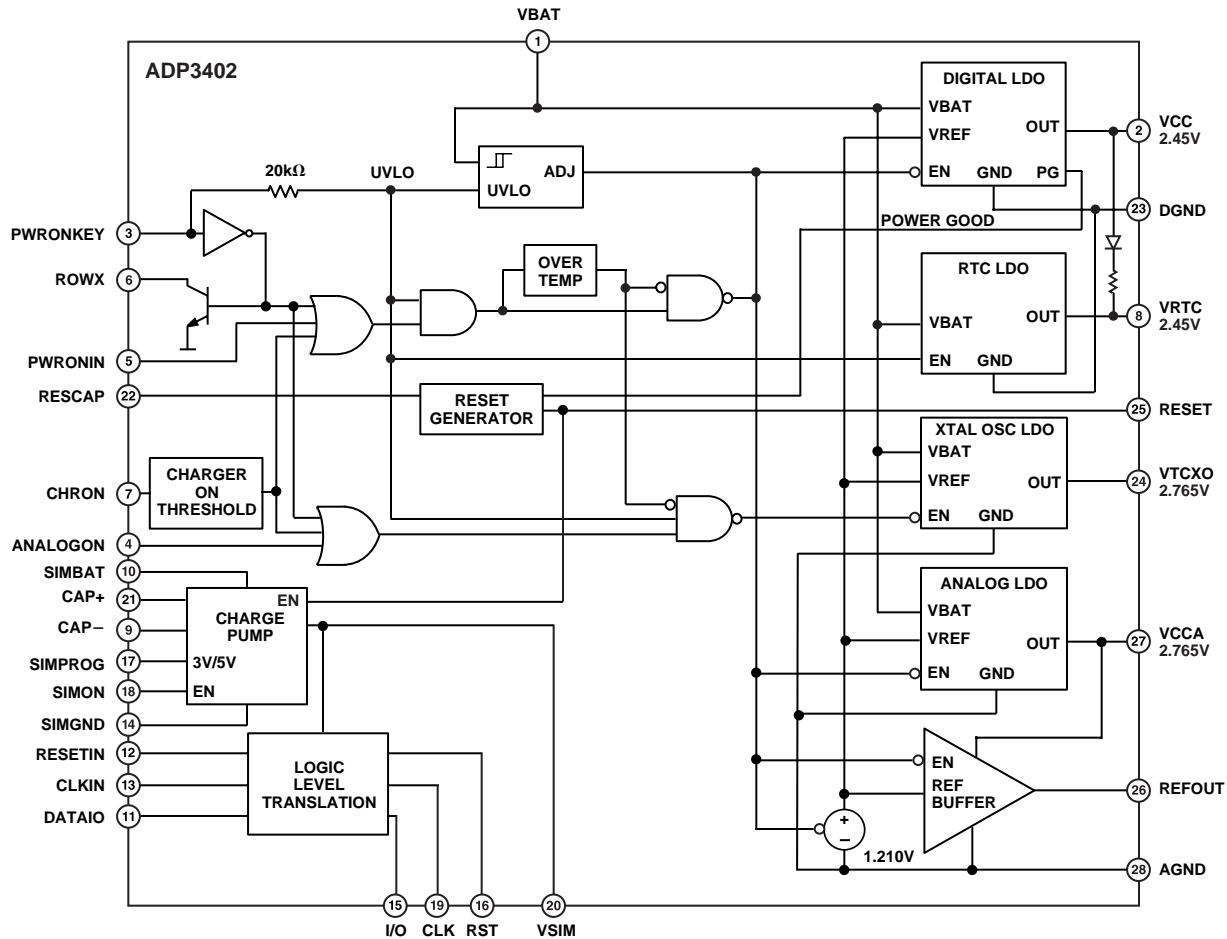 VBAT
1
ADP3402
DIGITAL LDO
VBAT
VREF
OUT
EN
GND
PG
2
VCC
2.45V
20kΩ
UVLO
UVLO
ADJ
3
PWRONKEY
POWER GOOD
23
DGND
ROWX
6
OVER
TEMP
RTC LDO
VBAT
OUT
EN
GND
8
VRTC
2.45V
PWRONIN
5
RESCAP
22
RESET
GENERATOR
25
RESET
XTAL OSC LDO
VBAT
VREF
OUT
EN
GND
24
VTCXO
2.765V
CHRON
7
CHARGER
ON
THRESHOLD
ANALOGON
4
SIMBAT
10
CAP+
21
CAP−
9
SIMPROG
17
SIMON
18
SIMGND
14
EN
CHARGE
PUMP
3V/5V
EN
ANALOG LDO
VBAT
VREF
OUT
EN
GND
27
VCCA
2.765V
RESETIN
12
CLKIN
13
DATAIO
11
LOGIC
LEVEL
TRANSLATION
EN
REF
BUFFER
26
REFOUT
+
−
1.210V
28
AGND
15
19
16
20
I/O
CLK
RST
VSIM